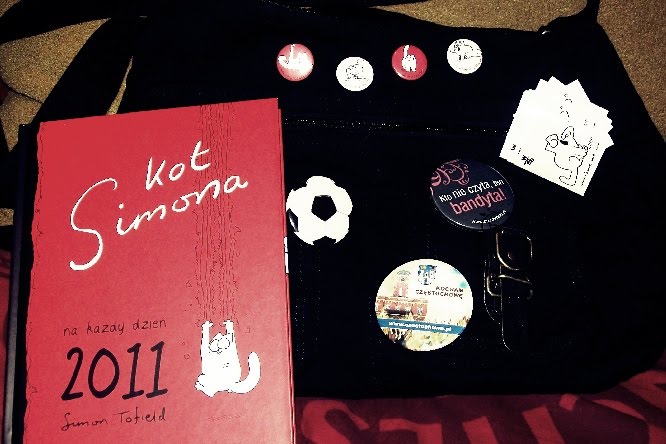 kot
Simona
na każdy dzień
2011
Simon Tofield
Kto nie czyta, ten
bandyta!
KOCHAM
CZĘSTOCHOWĘ